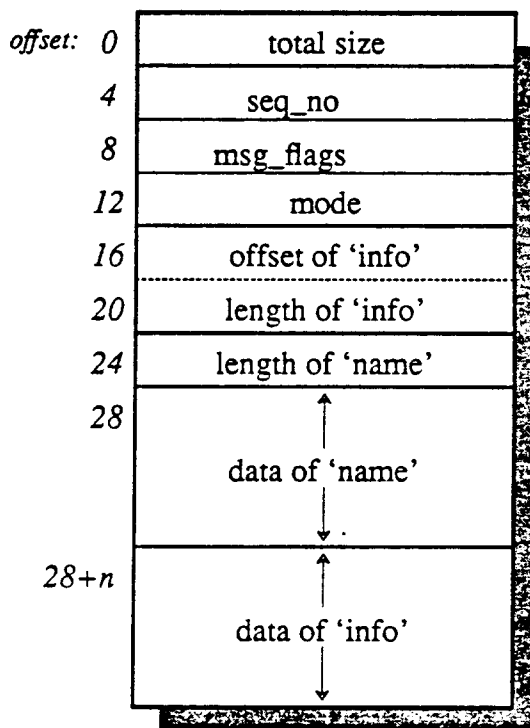 offset: 0 total size
4 seq_no
8 msg_flags
12 mode
16 offset of ‘info’
20 length of ‘info’
24 length of ‘name’
28
data of ‘name’
28+n
data of ‘info’